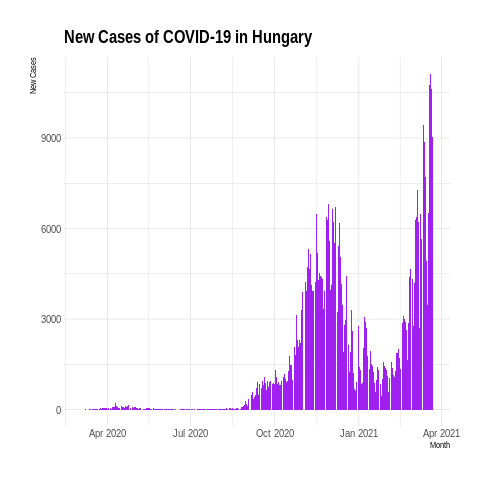 New Cases of COVID-19 in Hungary
New Cases
9000
6000
3000
0
Apr 2020 Jul 2020 Oct 2020 Jan 2021 Apr 2021
Month